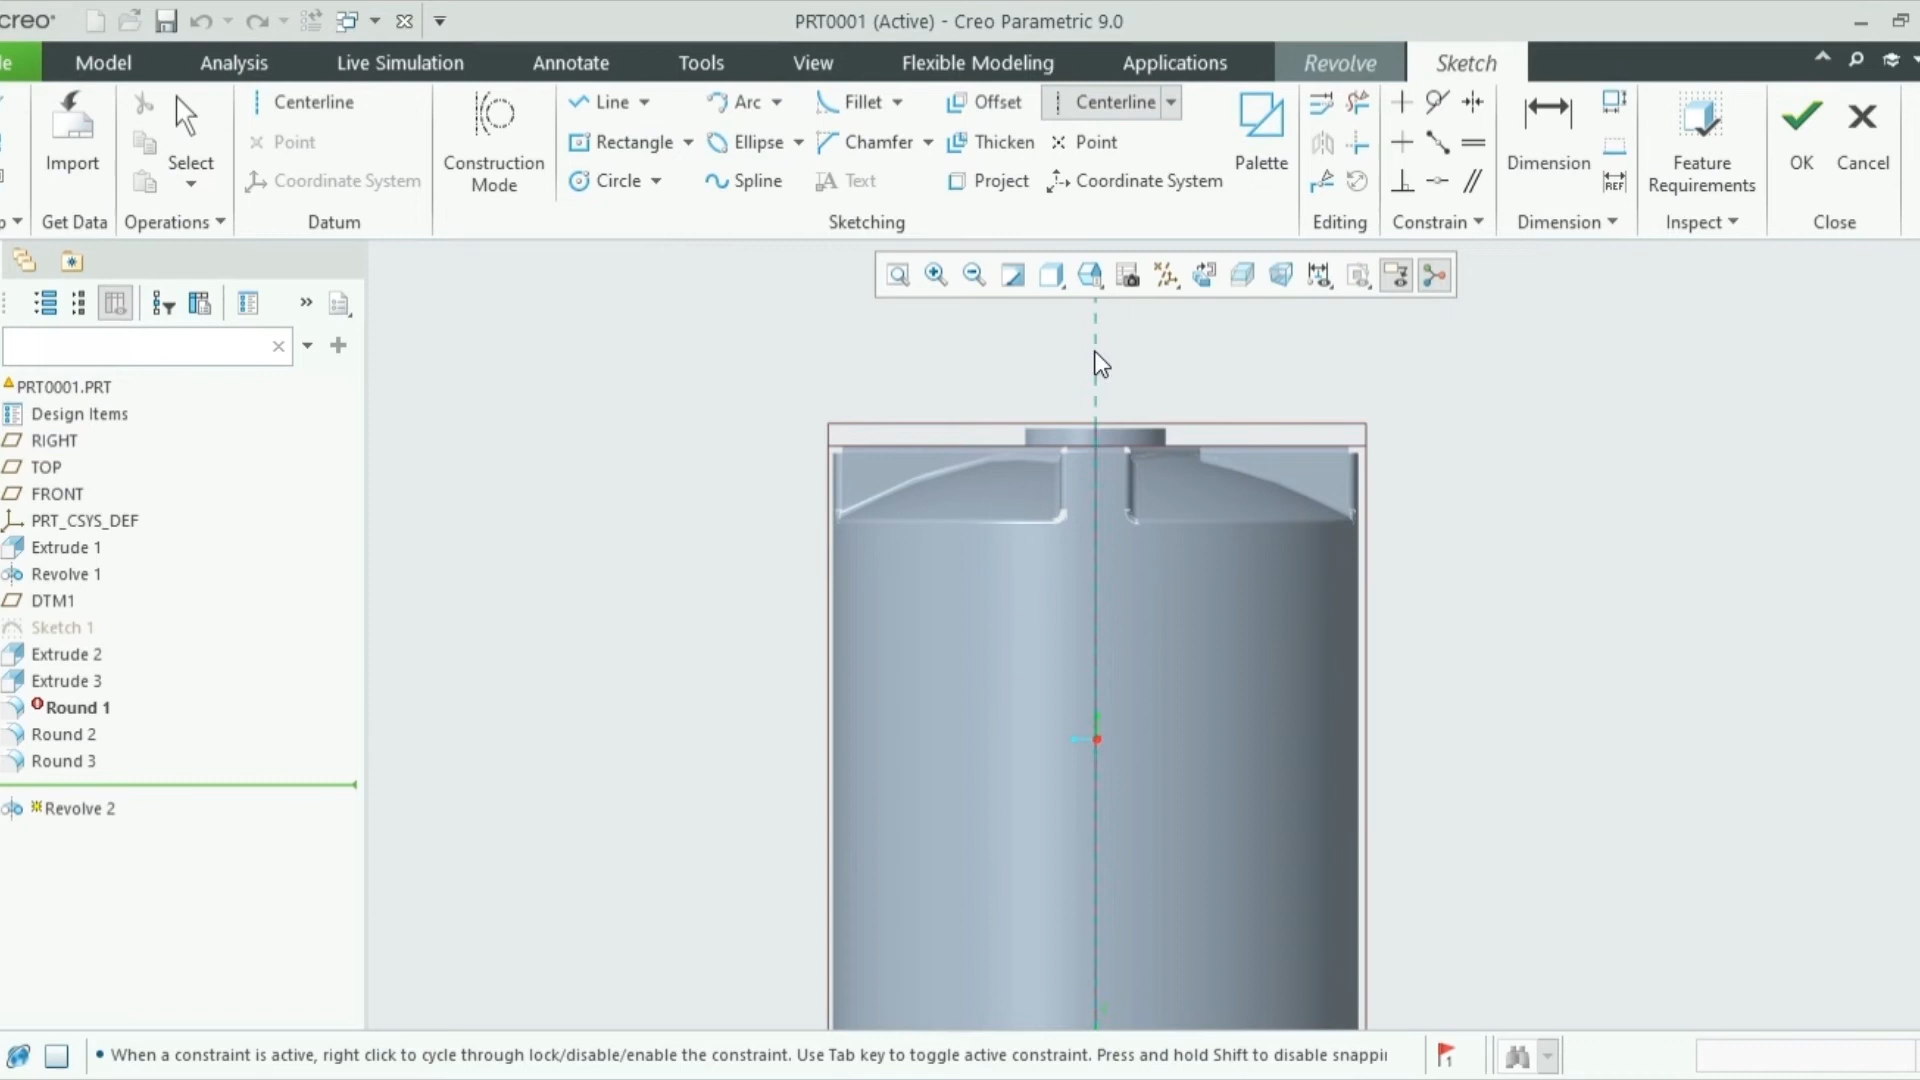 creo
PRT0001 (Active) - Creo Parametric 9.0
Model Analysis Live Simulation Annotate Tools View Flexible Modeling Applications Revolve Sketch
Centerline Line Arc Fillet Offset Centerline
Point Rectangle Ellipse Chamfer Thicken Point
Coordinate System Circle Spline Text Project Coordinate System
Import Select Construction Mode Palette Dimension REF Feature Requirements OK Cancel
Get Data Operations Datum Sketching Editing Constrain Dimension Inspect Close
PRT0001.PRT
Design Items
RIGHT
TOP
FRONT
PRT_CSYS_DEF
Extrude 1
Revolve 1
DTM1
Sketch 1
Extrude 2
Extrude 3
Round 1
Round 2
Round 3
Revolve 2
• When a constraint is active, right click to cycle through lock/disable/enable the constraint. Use Tab key to toggle active constraint. Press and hold Shift to disable snappi
1